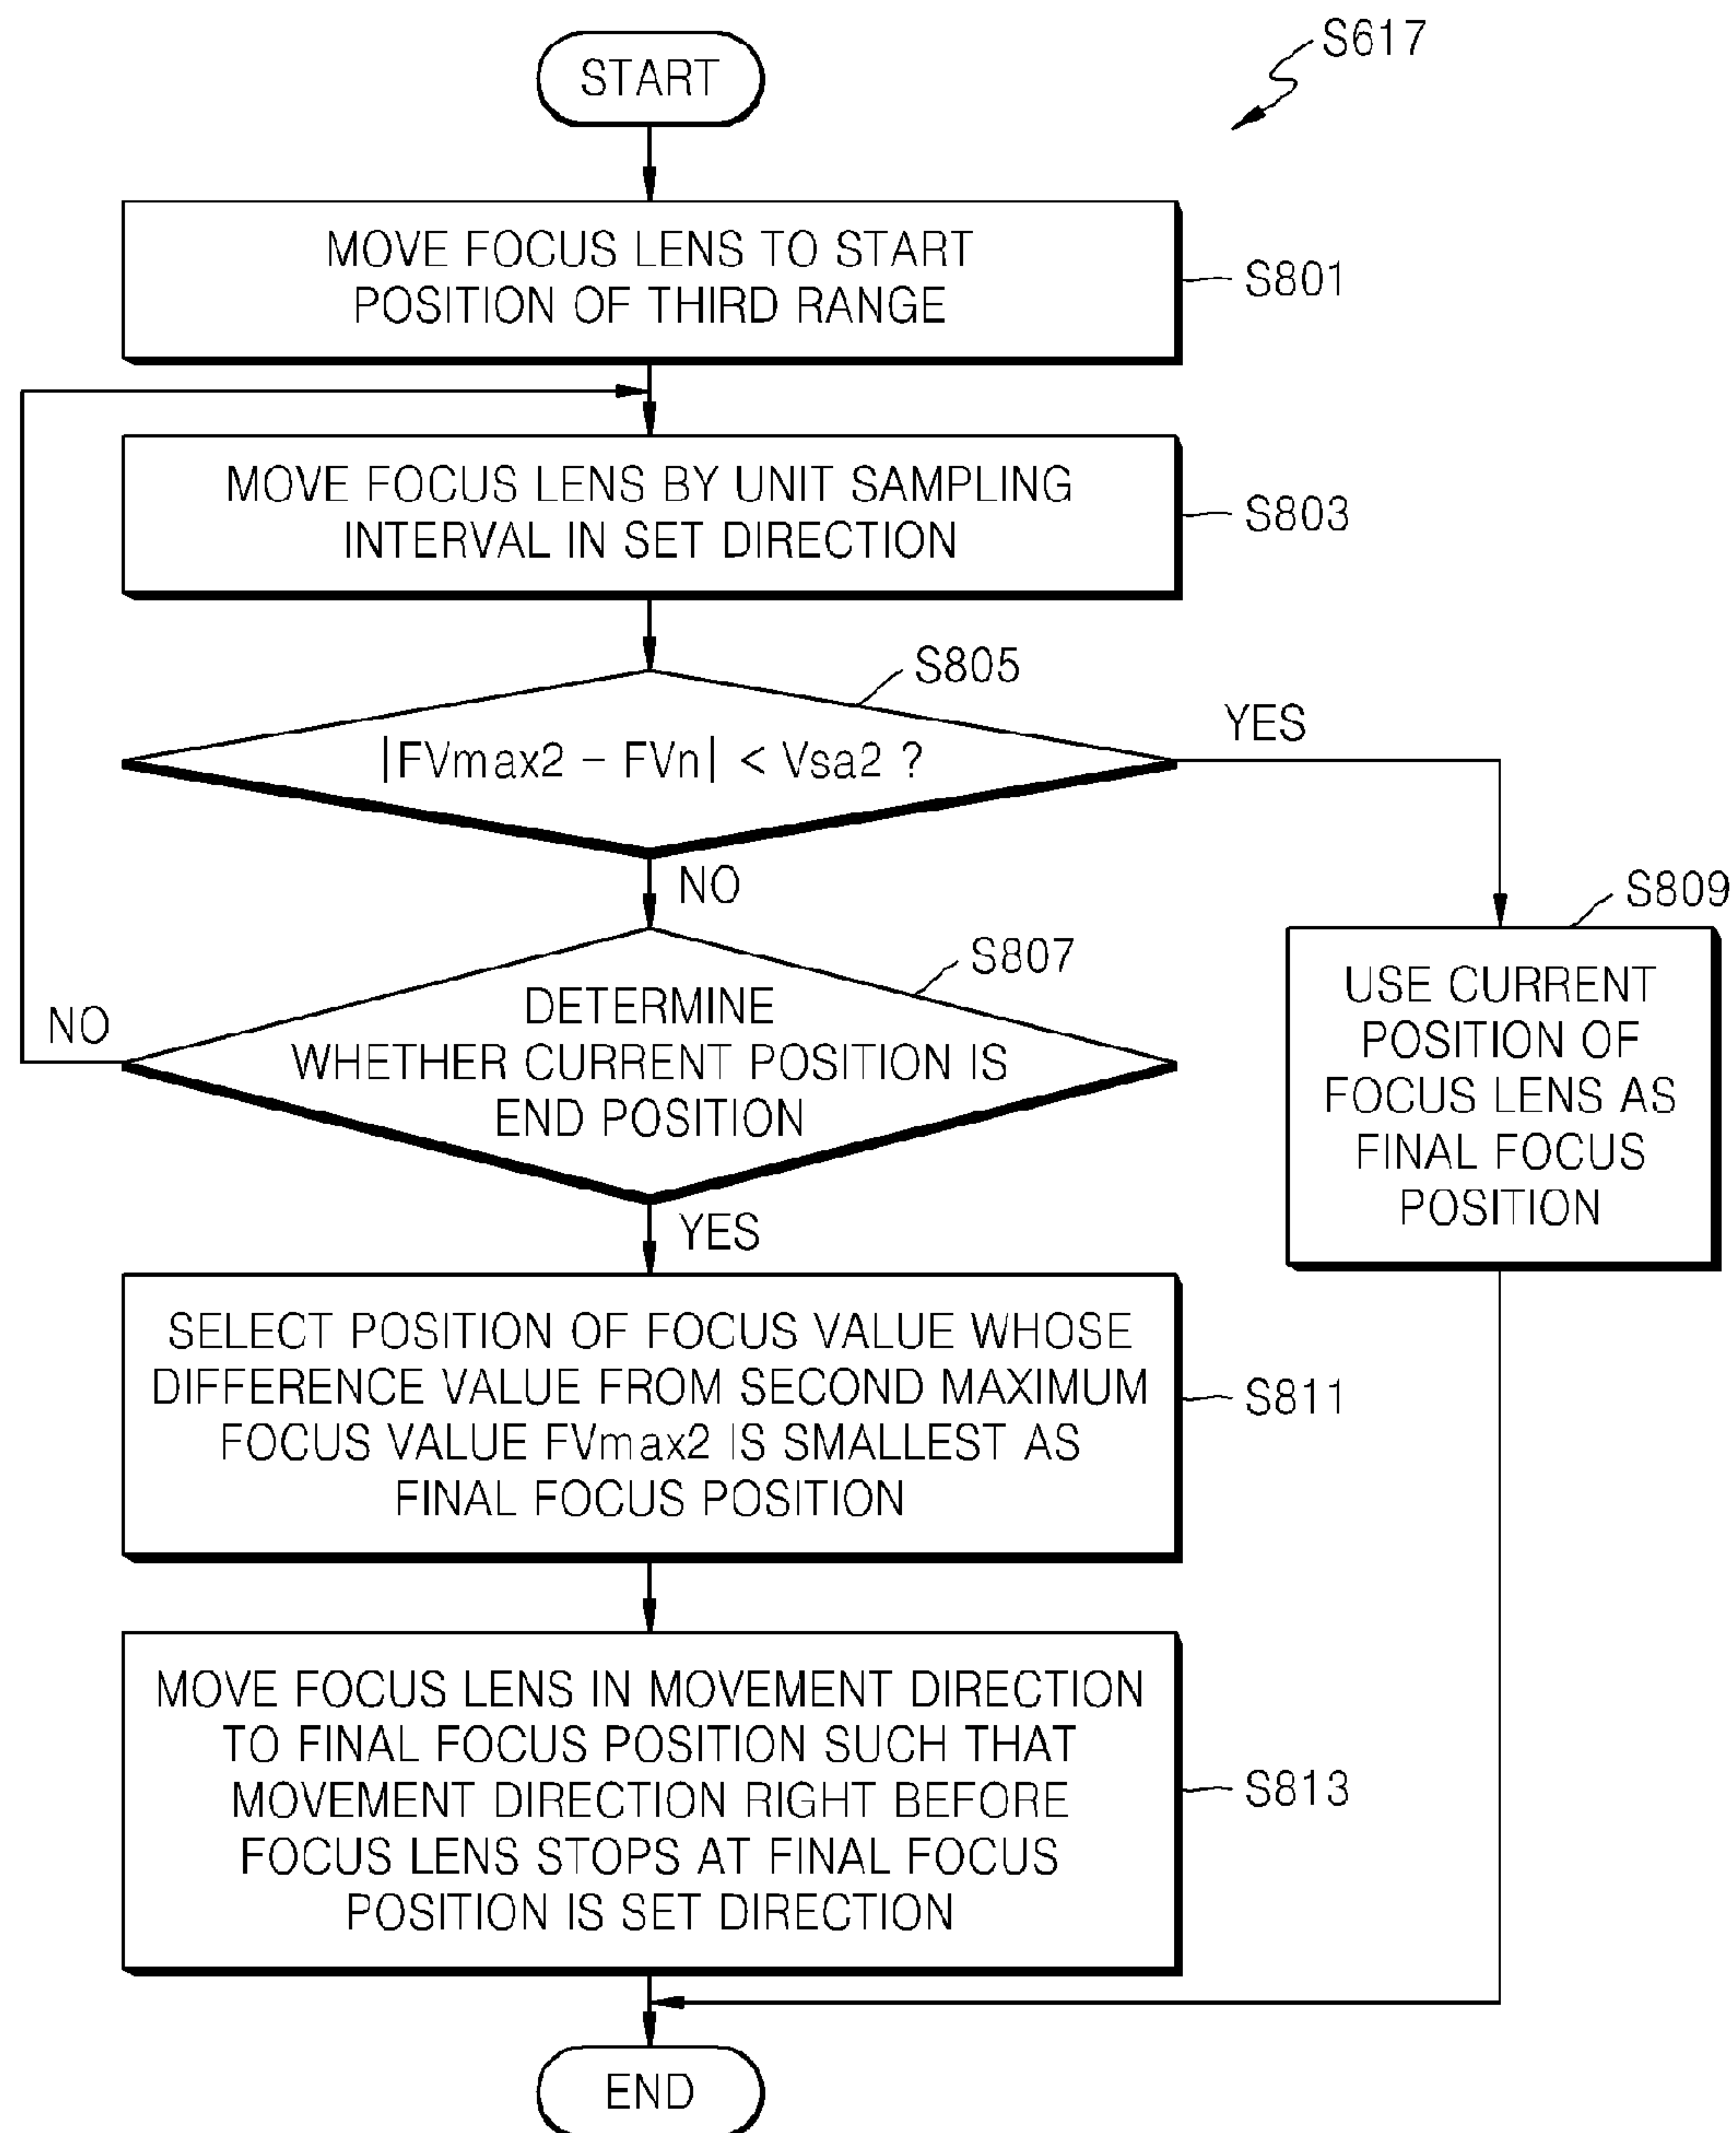 S617
START
MOVE FOCUS LENS TO START
POSITION OF THIRD RANGE
S801
MOVE FOCUS LENS BY UNIT SAMPLING
INTERVAL IN SET DIRECTION
S803
S805
|FVmax2 – FVn| < Vsa2 ?
YES
NO
S807
DETERMINE
WHETHER CURRENT POSITION IS
END POSITION
NO
YES
S809
USE CURRENT
POSITION OF
FOCUS LENS AS
FINAL FOCUS
POSITION
SELECT POSITION OF FOCUS VALUE WHOSE
DIFFERENCE VALUE FROM SECOND MAXIMUM
FOCUS VALUE FVmax2 IS SMALLEST AS
FINAL FOCUS POSITION
S811
MOVE FOCUS LENS IN MOVEMENT DIRECTION
TO FINAL FOCUS POSITION SUCH THAT
MOVEMENT DIRECTION RIGHT BEFORE
FOCUS LENS STOPS AT FINAL FOCUS
POSITION IS SET DIRECTION
S813
END